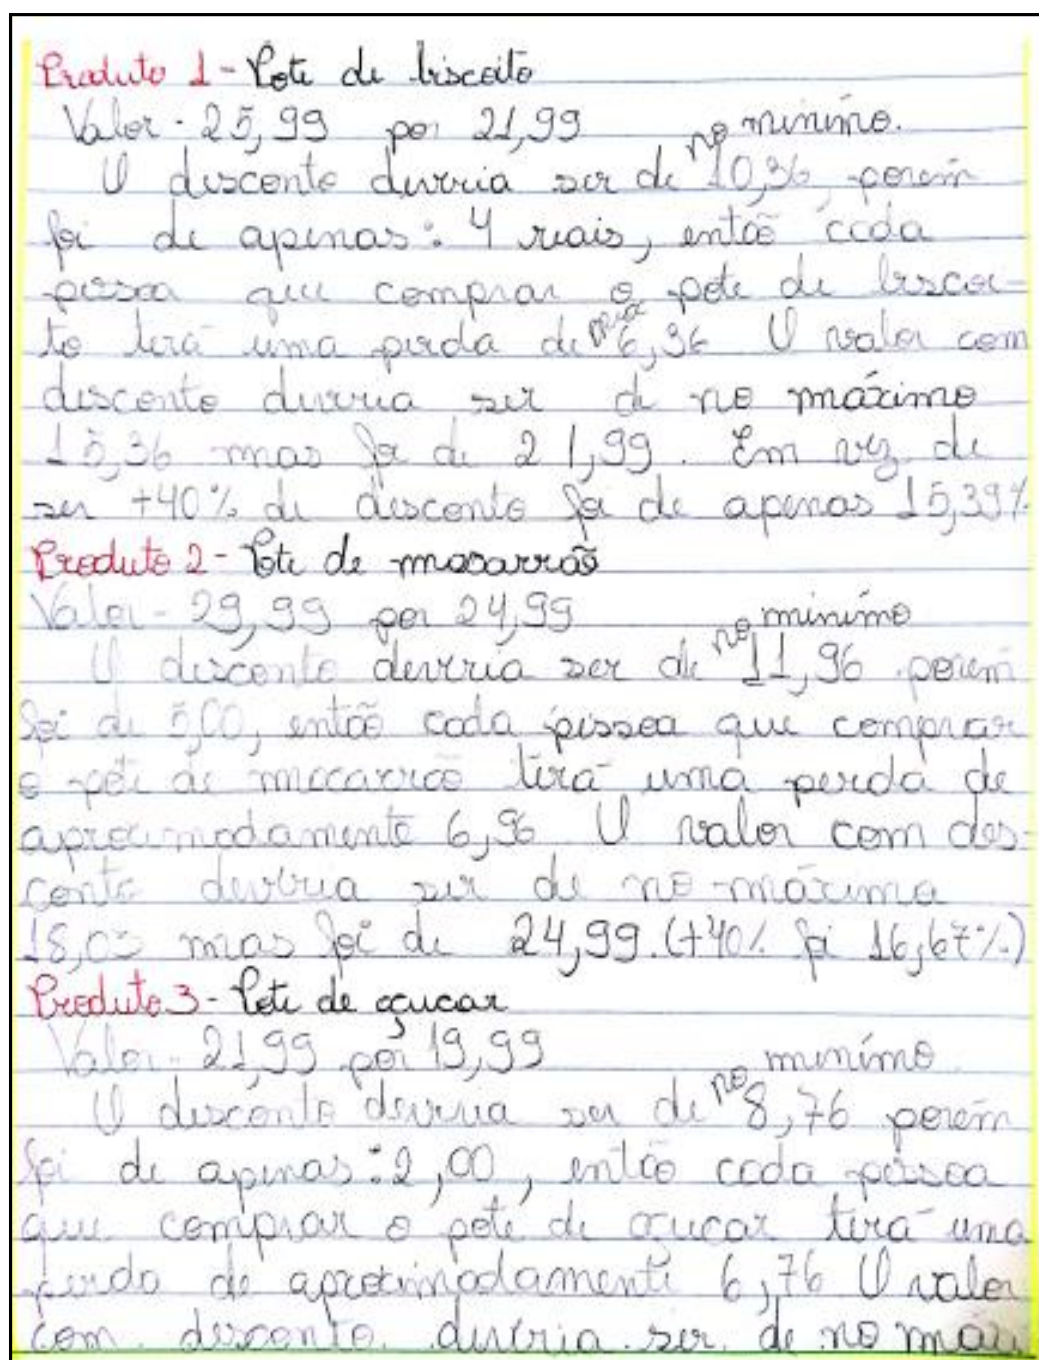 Produto 1 - Pote de biscoito
Valor - 25,99 por 21,99 no mínimo.
O desconto deveria ser de 10,36, porém
foi de apenas: 4 reais, então cada
pessoa que comprar o pote de biscoi-
to terá uma perda de 6,36 O valor com
desconto deveria ser de no máximo
15,36 mas foi de 21,99. Em vez de
ser +40% de desconto foi de apenas 15,39%
Produto 2 - Pote de macarrão
Valor - 29,99 por 24,99 no minimo
O desconto deveria ser de 11,96 porém
foi de 5,00, então cada pessoa que comprar
o pote de macarrão terá uma perda de
aproximadamente 6,96 O valor com des-
conto deveria ser de no máximo
18,03 mas foi de 24,99. (+40% foi 16,67%)
Produto 3 - Pote de açucar
Valor - 21,99 por 19,99 no minimo
O desconto deveria ser de 8,76 porém
foi de apenas: 2,00, então cada pessoa
que comprar o pote de açucar terá uma
perda de aproximadamente 6,76 O valor
com desconto deveria ser de no